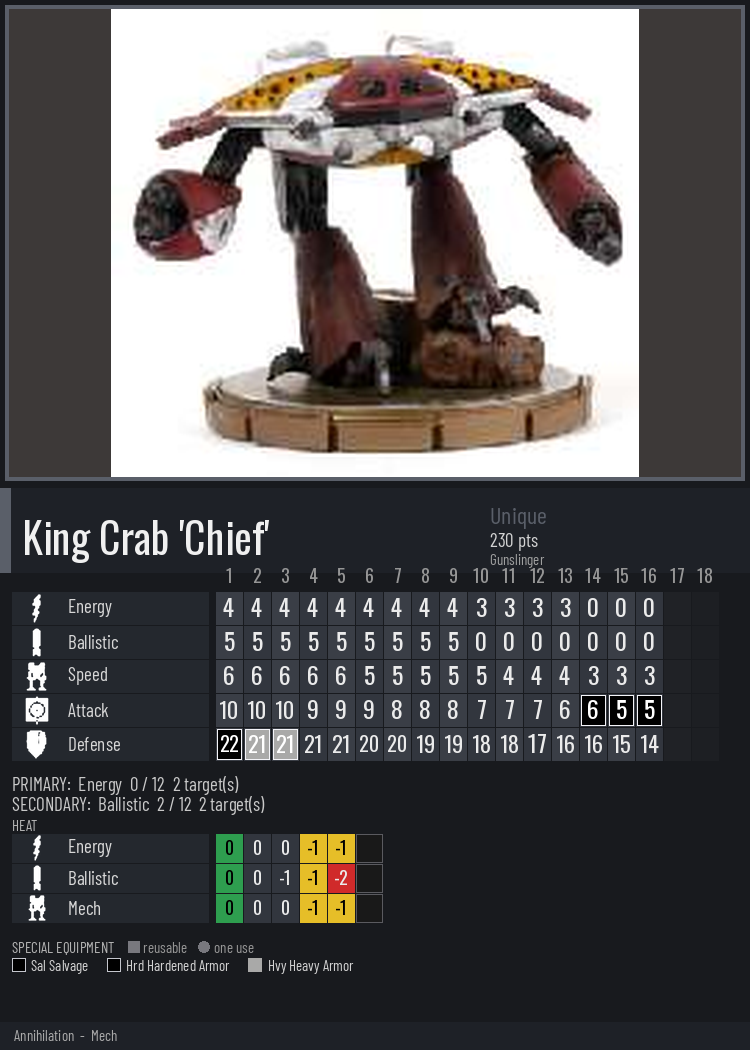 King Crab 'Chief'
Unique
230 pts
Gunslinger
1 2 3 4 5 6 7 8 9 10 11 12 13 14 15 16 17 18
Energy 4 4 4 4 4 4 4 4 4 3 3 3 3 0 0 0
Ballistic 5 5 5 5 5 5 5 5 5 0 0 0 0 0 0 0
Speed 6 6 6 6 6 5 5 5 5 5 4 4 4 3 3 3
Attack 10 10 10 9 9 9 8 8 8 7 7 7 6 6 5 5
Defense 22 21 21 21 21 20 20 19 19 18 18 17 16 16 15 14
PRIMARY: Energy 0 / 12 2 target(s)
SECONDARY: Ballistic 2 / 12 2 target(s)
HEAT
Energy 0 0 0 -1 -1
Ballistic 0 0 -1 -1 -2
Mech 0 0 0 -1 -1
SPECIAL EQUIPMENT reusable one use
Sal Salvage Hrd Hardened Armor Hvy Heavy Armor
Annihilation - Mech